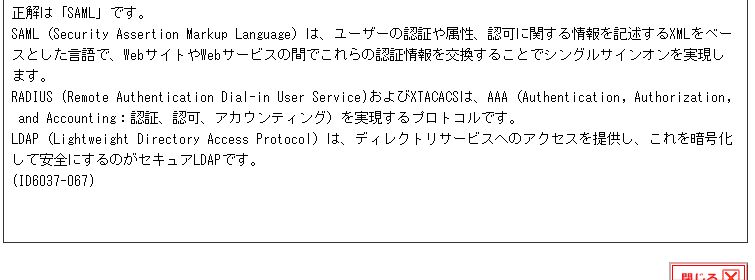 正解は「SAML」です。
SAML (Security Assertion Markup Language) は、ユーザーの認証や属性、認可に関する情報を記述するXMLをベー
スとした言語で、WebサイトやWebサービスの間でこれらの認証情報を交換することでシングルサインオンを実現し
ます。
RADIUS (Remote Authentication Dial-in User Service)およびXTACACSは、AAA (Authentication, Authorization,
and Accounting：認証、認可、アカウンティング) を実現するプロトコルです。
LDAP (Lightweight Directory Access Protocol) は、ディレクトリサービスへのアクセスを提供し、これを暗号化
して安全にするのがセキュアLDAPです。
(ID6037-067)
閉じる